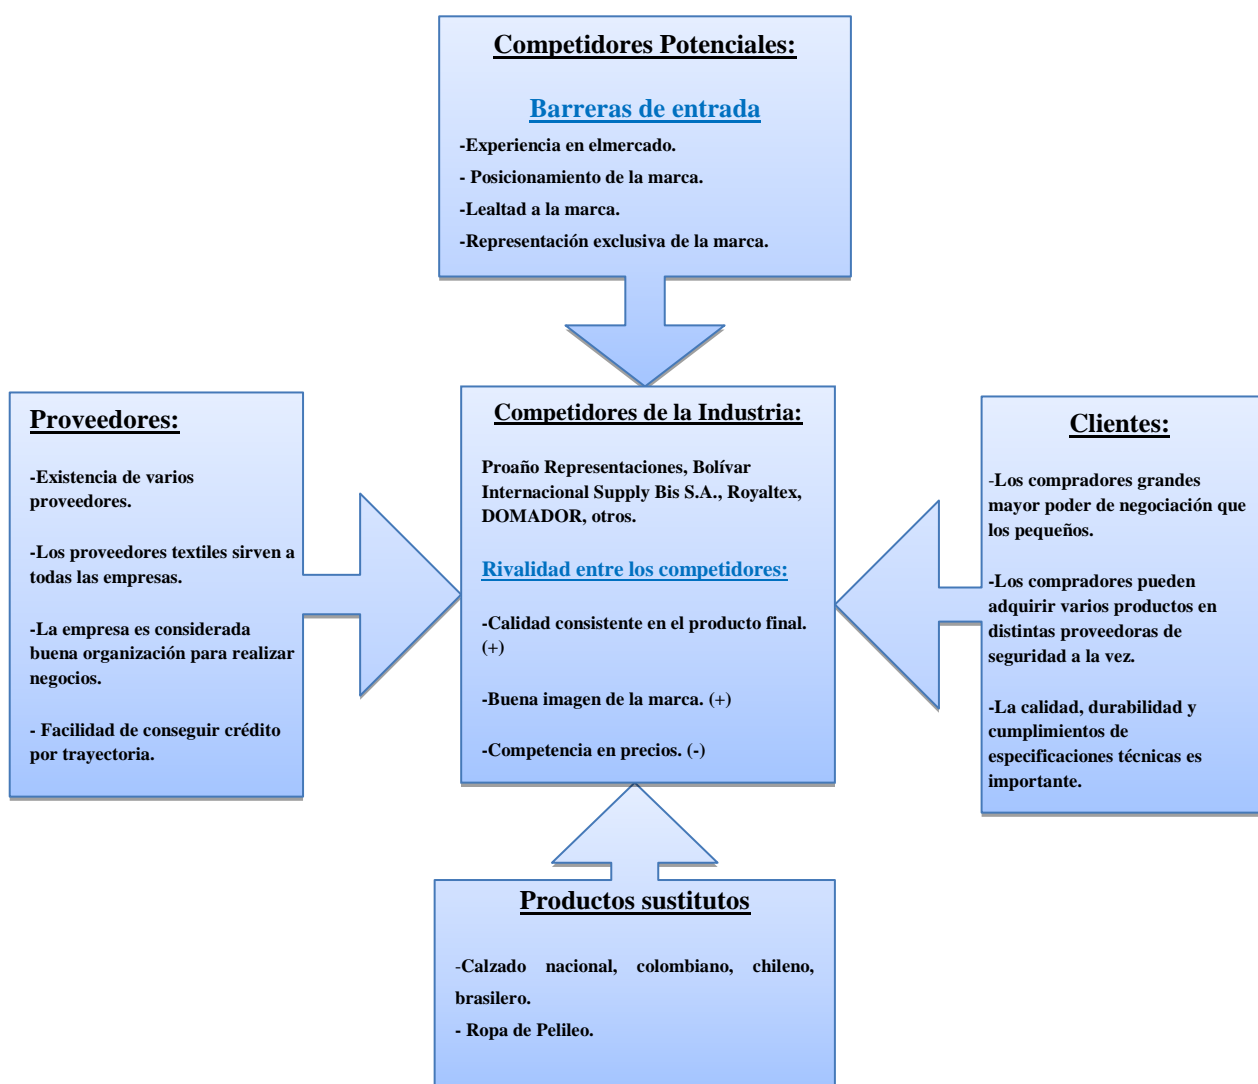 Competidores Potenciales:
Barreras de entrada
-Experiencia en elmercado.
- Posicionamiento de la marca.
-Lealtad a la marca.
-Representación exclusiva de la marca.
Proveedores:
-Existencia de varios
proveedores.
-Los proveedores textiles sirven a
todas las empresas.
-La empresa es considerada
buena organización para realizar
negocios.
- Facilidad de conseguir crédito
por trayectoria.
Competidores de la Industria:
Proaño Representaciones, Bolívar
Internacional Supply Bis S.A., Royaltex,
DOMADOR, otros.
Rivalidad entre los competidores:
-Calidad consistente en el producto final.
(+)
-Buena imagen de la marca. (+)
-Competencia en precios. (-)
Clientes:
-Los compradores grandes
mayor poder de negociación que
los pequeños.
-Los compradores pueden
adquirir varios productos en
distintas proveedoras de
seguridad a la vez.
-La calidad, durabilidad y
cumplimientos de
especificaciones técnicas es
importante.
Productos sustitutos
-Calzado nacional, colombiano, chileno,
brasilero.
- Ropa de Pelileo.